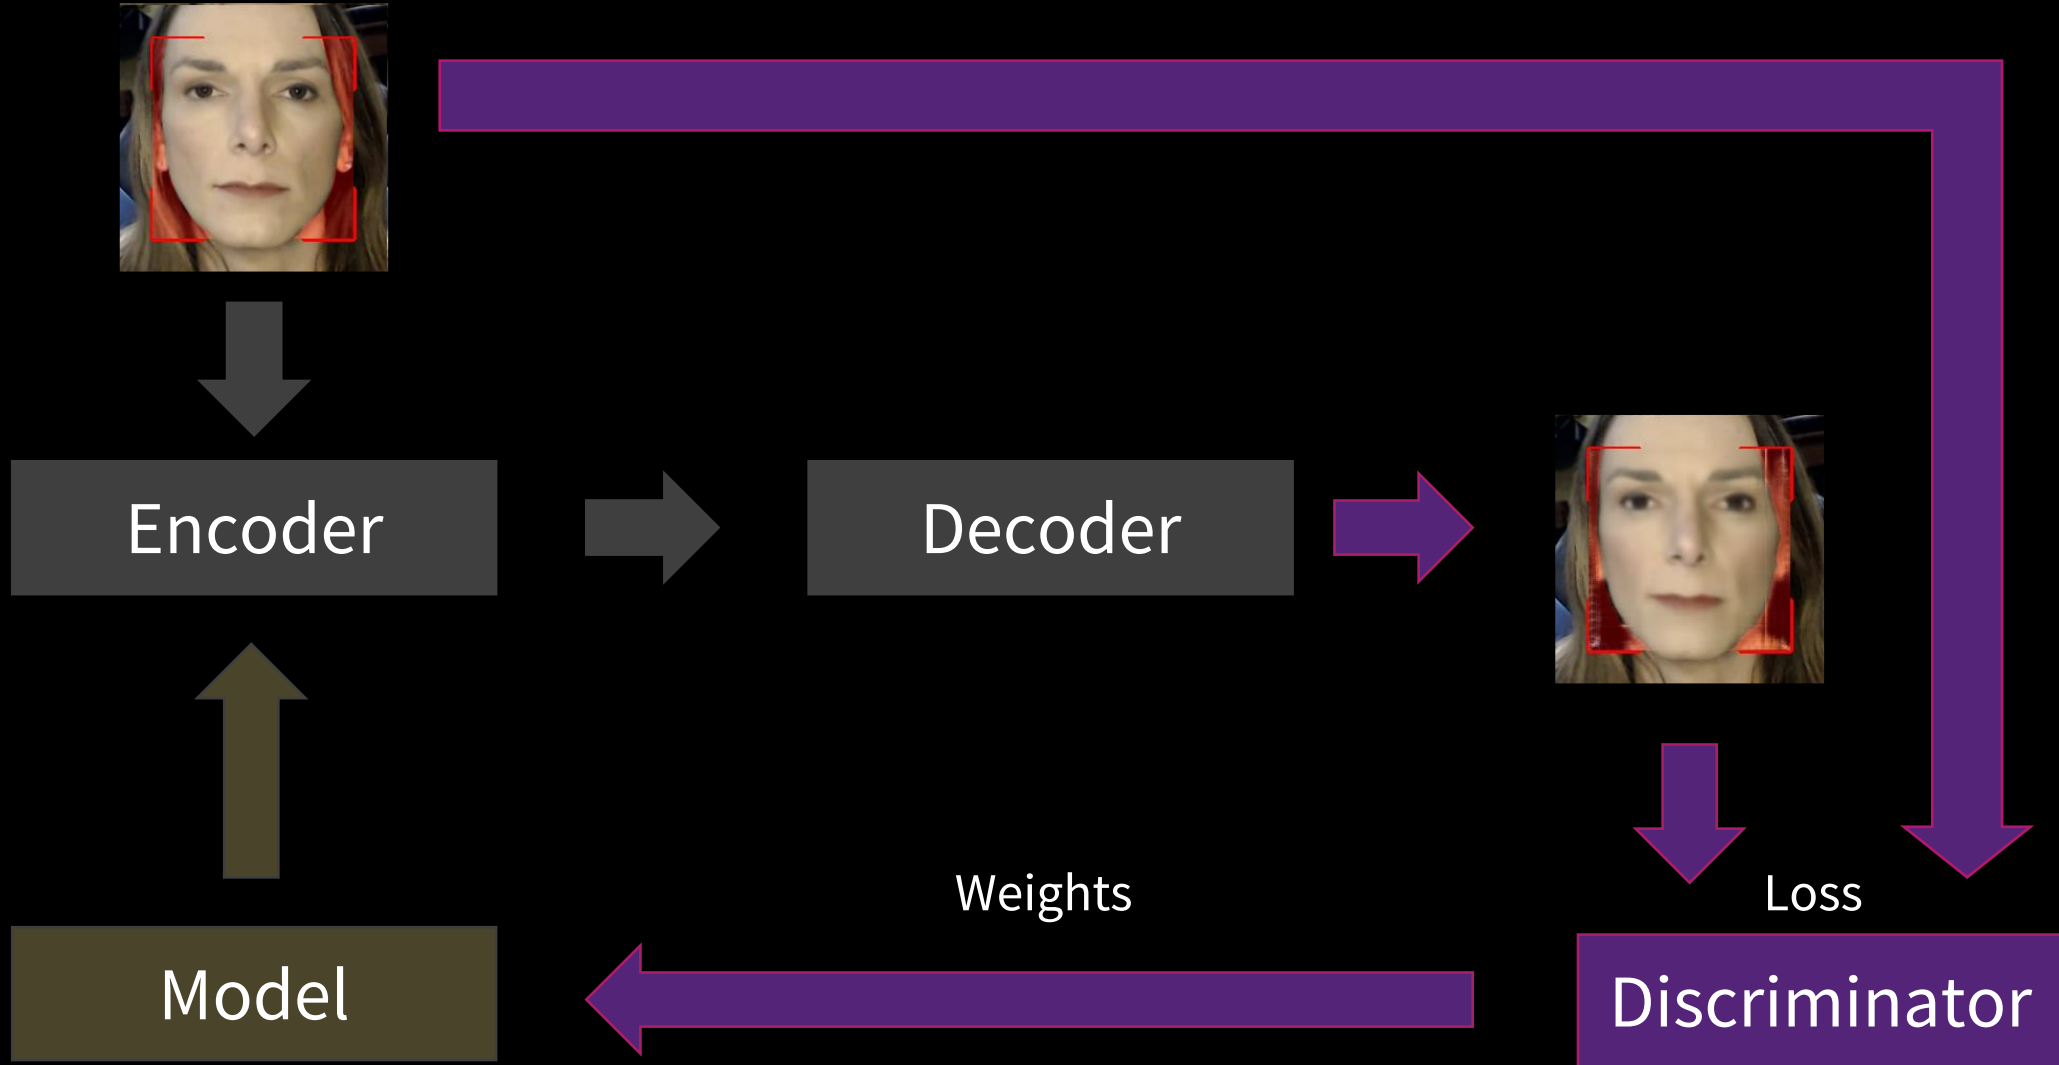 Encoder
Decoder
Weights
Loss
Model
Discriminator